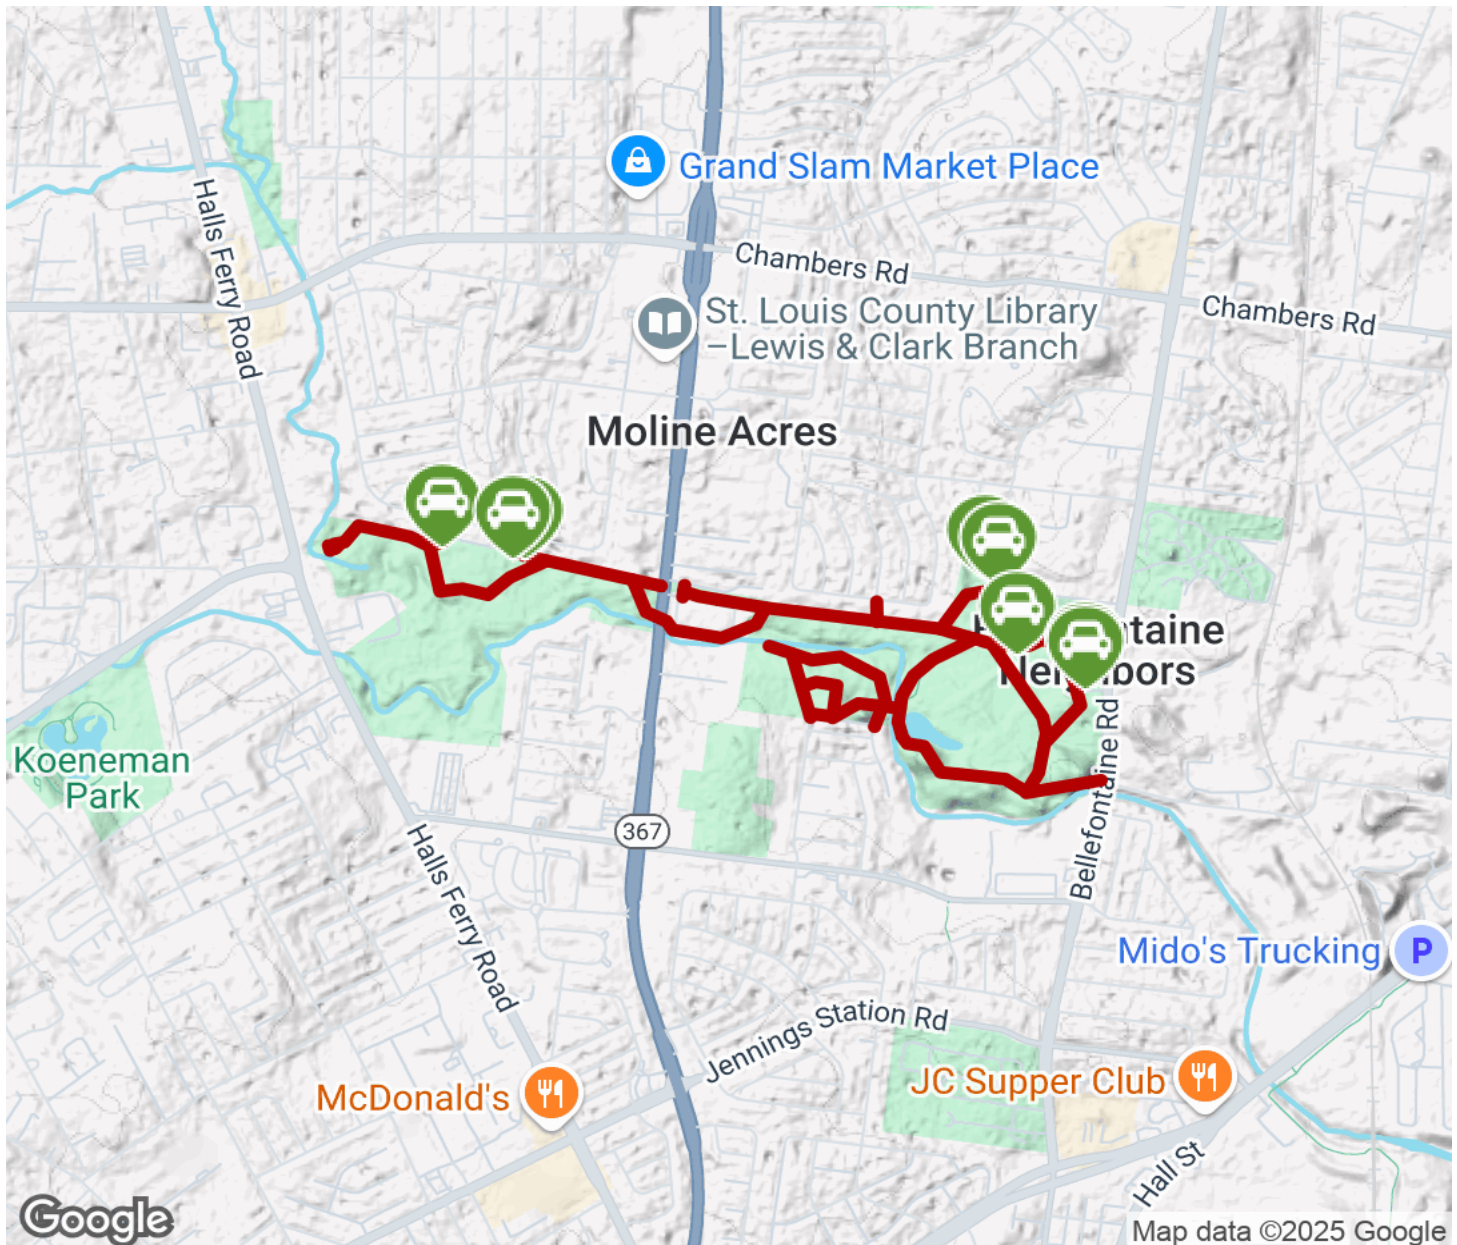 Grand Slam Market Place
Halls Ferry Road
Chambers Rd
St. Louis County Library
–Lewis & Clark Branch
Chambers Rd
Moline Acres
Neighbors
Koeneman
Park
Bellefontaine Rd
367
Halls Ferry Road
Mido's Trucking
P
Jennings Station Rd
McDonald's
JC Supper Club
Hall St
Google
Map data ©2025 Google